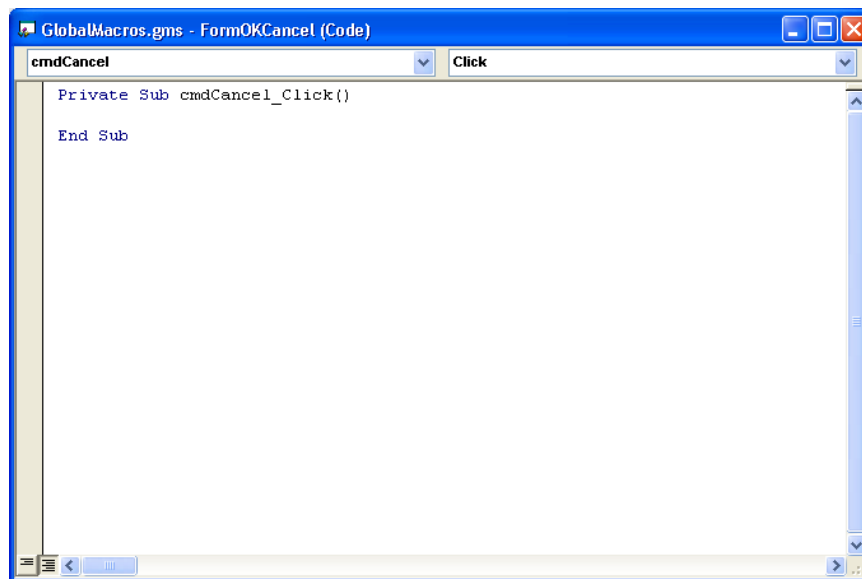 GlobalMacros.gms - FormOKCancel (Code)
cmdCancel Click
Private Sub cmdCancel_Click()
End Sub